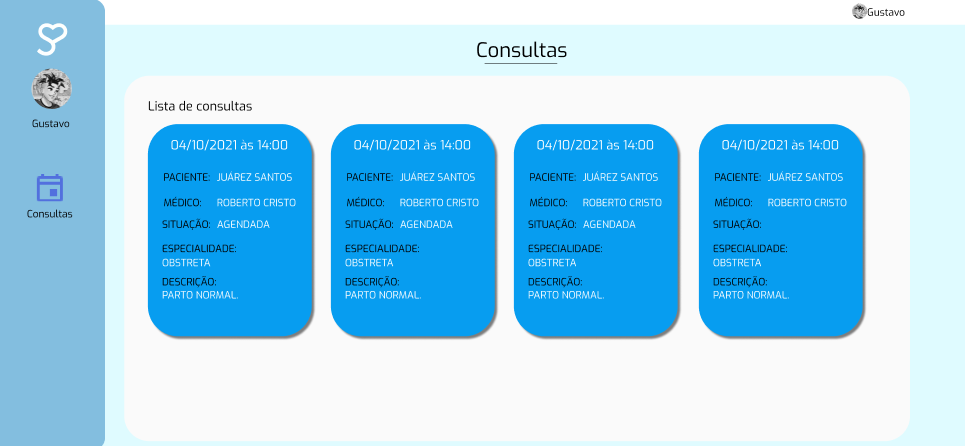 Gustavo
Consultas
Gustavo
Consultas
Lista de consultas
04/10/2021 às 14:00
PACIENTE: JUÁREZ SANTOS
MÉDICO: ROBERTO CRISTO
SITUAÇÃO: AGENDADA
ESPECIALIDADE:
OBSTRETA
DESCRIÇÃO:
PARTO NORMAL.
04/10/2021 às 14:00
PACIENTE: JUÁREZ SANTOS
MÉDICO: ROBERTO CRISTO
SITUAÇÃO: AGENDADA
ESPECIALIDADE:
OBSTRETA
DESCRIÇÃO:
PARTO NORMAL.
04/10/2021 às 14:00
PACIENTE: JUÁREZ SANTOS
MÉDICO: ROBERTO CRISTO
SITUAÇÃO: AGENDADA
ESPECIALIDADE:
OBSTRETA
DESCRIÇÃO:
PARTO NORMAL.
04/10/2021 às 14:00
PACIENTE: JUÁREZ SANTOS
MÉDICO: ROBERTO CRISTO
SITUAÇÃO:
ESPECIALIDADE:
OBSTRETA
DESCRIÇÃO:
PARTO NORMAL.